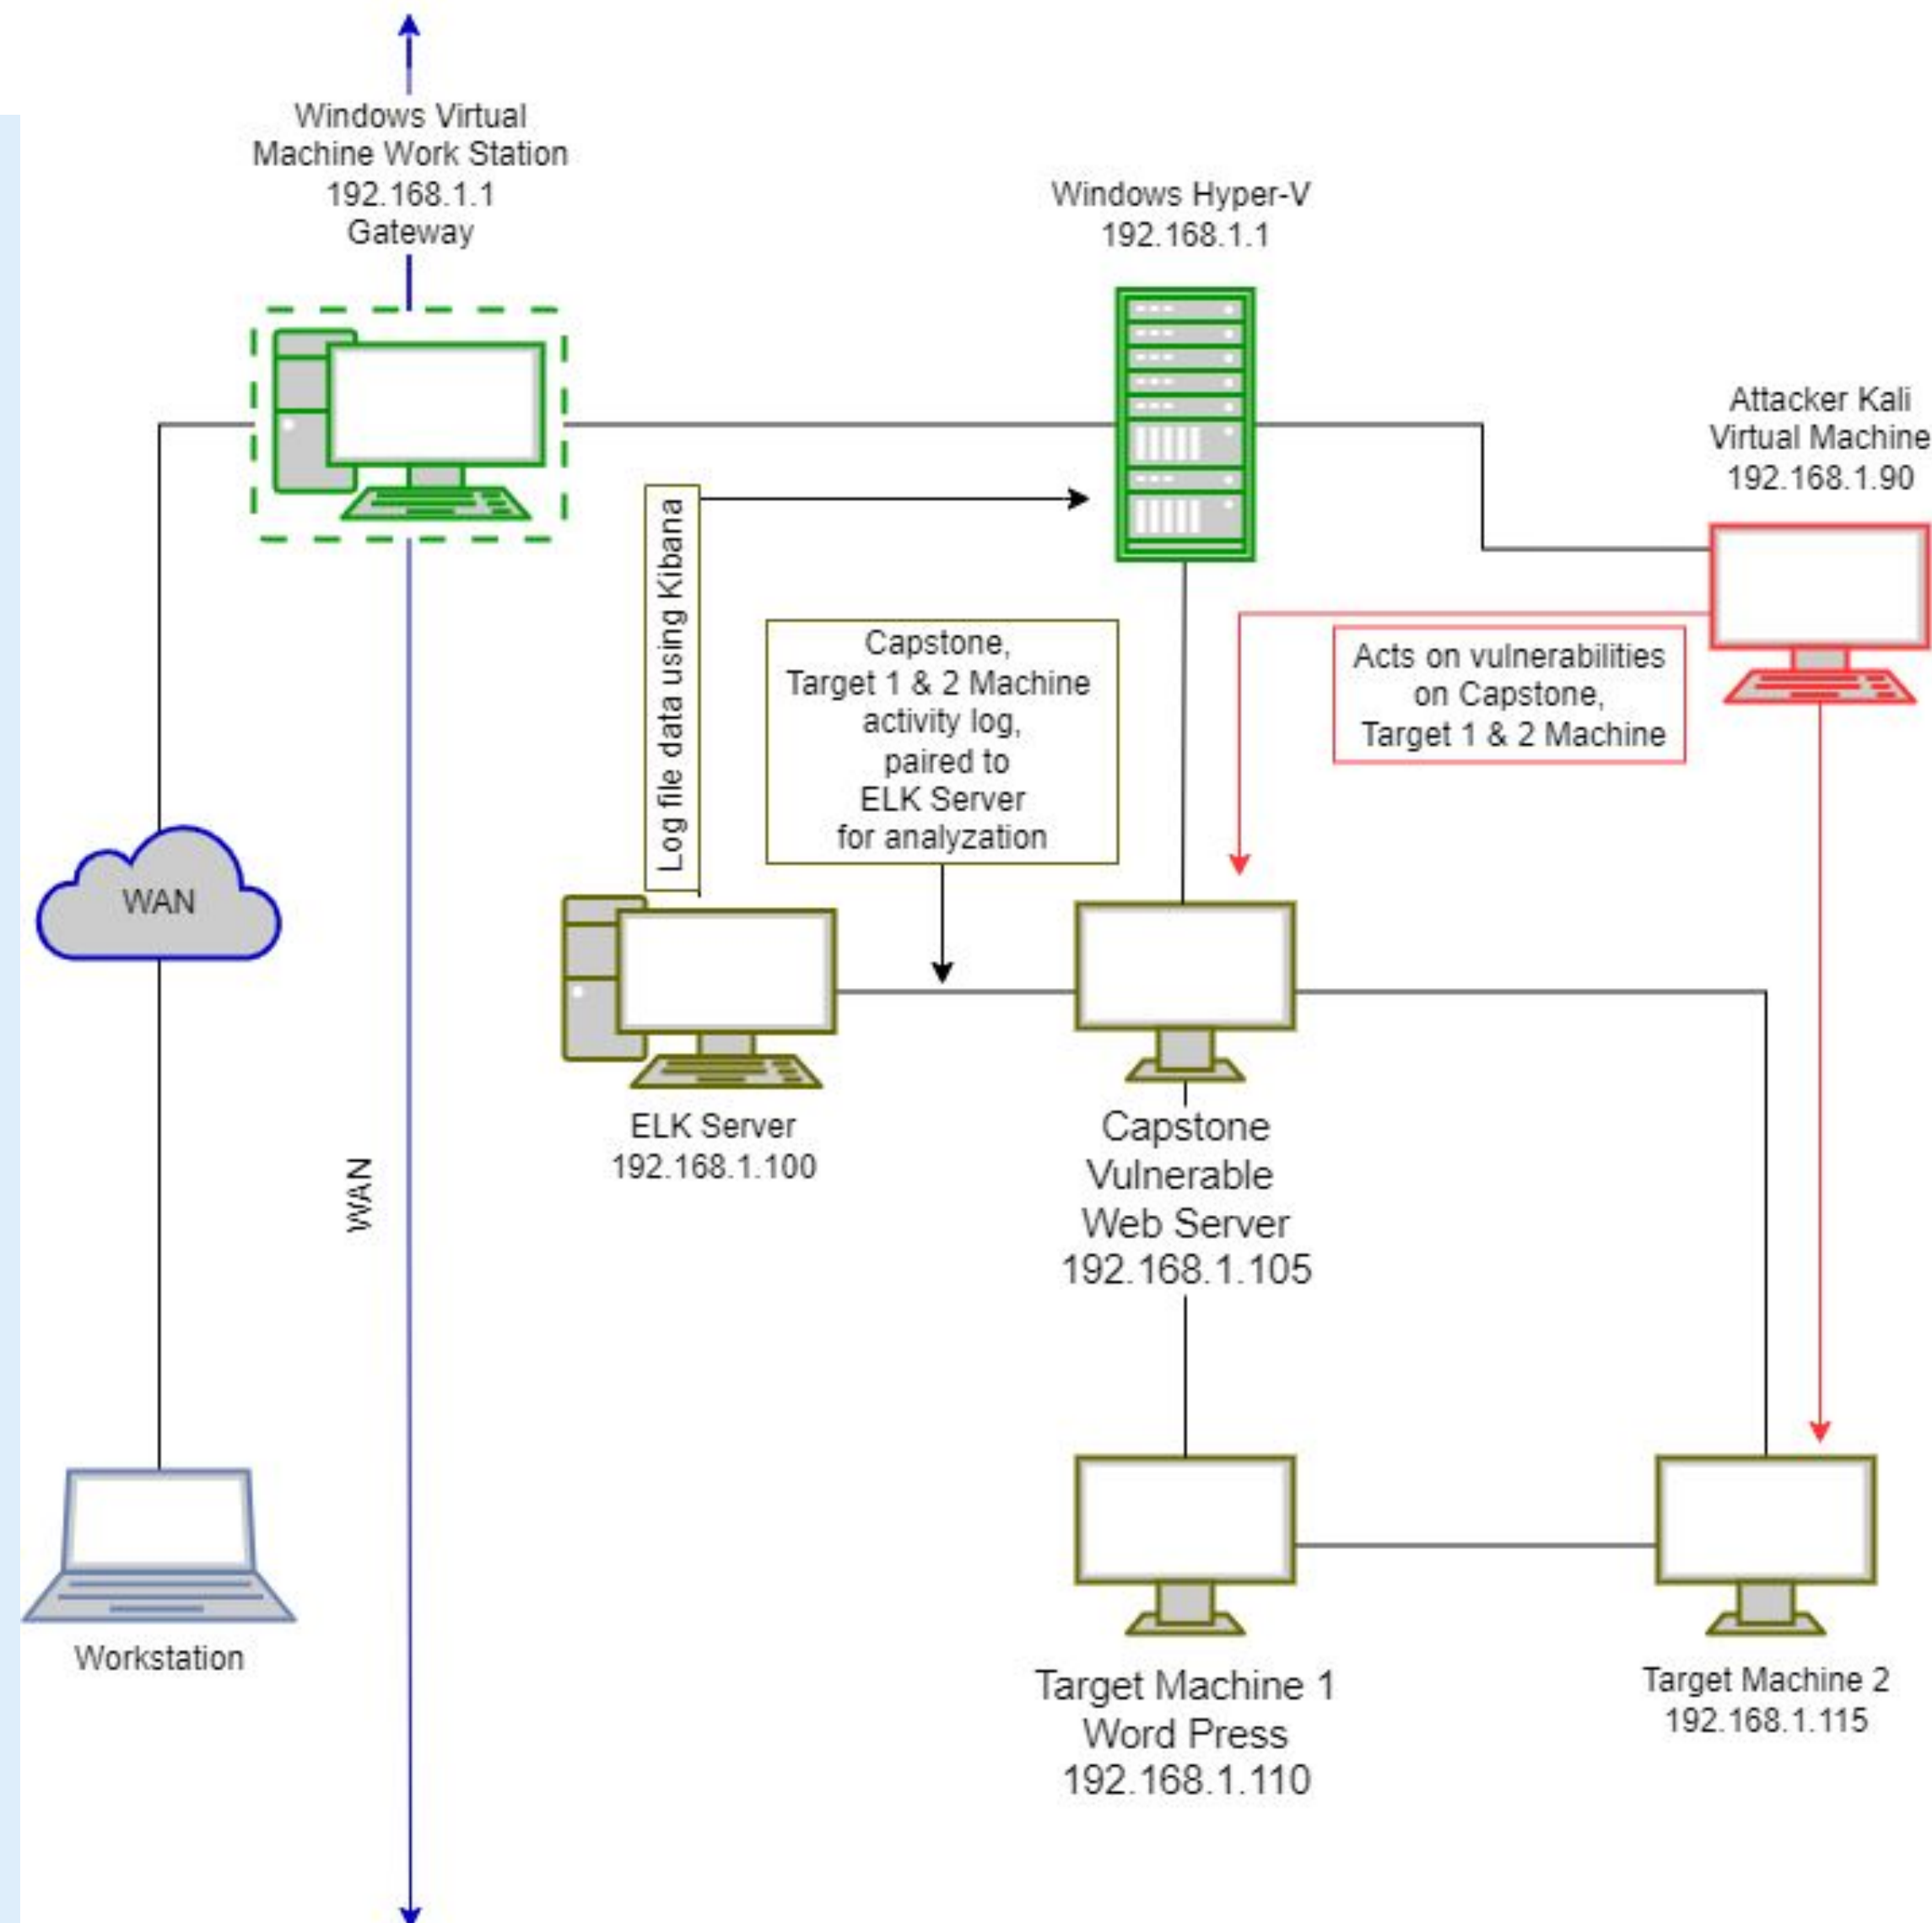 Windows Virtual
Machine Work Station
192.168.1.1
Gateway
Windows Hyper-V
192.168.1.1
Attacker Kali
Virtual Machine
192.168.1.90
Log file data using Kibana
Capstone,
Target 1 & 2 Machine
activity log,
paired to
ELK Server
for analyzation
Acts on vulnerabilities
on Capstone,
Target 1 & 2 Machine
WAN
ELK Server
192.168.1.100
Capstone
Vulnerable
Web Server
192.168.1.105
WAN
Workstation
Target Machine 1
Word Press
192.168.1.110
Target Machine 2
192.168.1.115